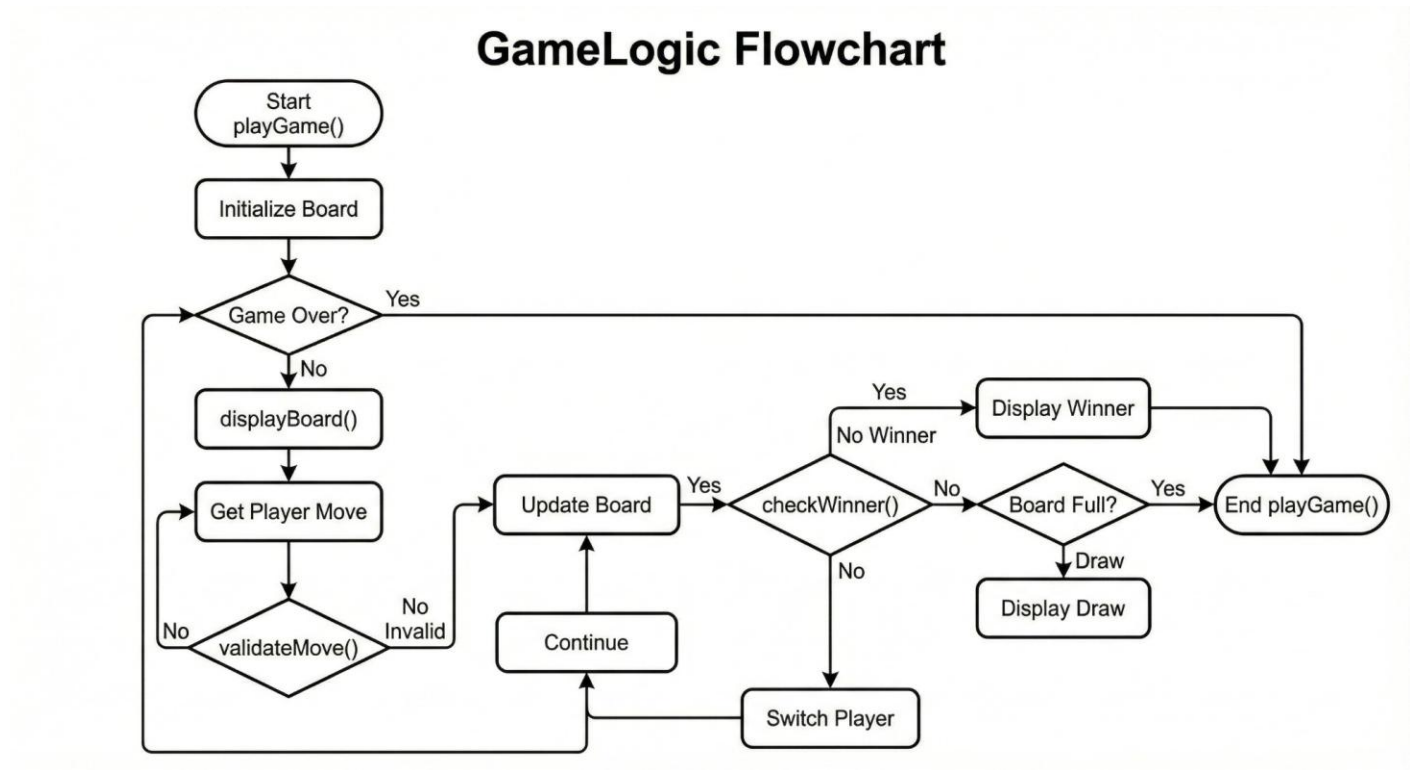 GameLogic Flowchart
Start
playGame()
Initialize Board
Game Over?
Yes
No
displayBoard()
Get Player Move
validateMove()
No
No
Invalid
Update Board
Continue
Yes
checkWinner()
Yes
No Winner
Display Winner
No
Board Full?
Yes
End playGame()
Draw
Display Draw
No
Switch Player